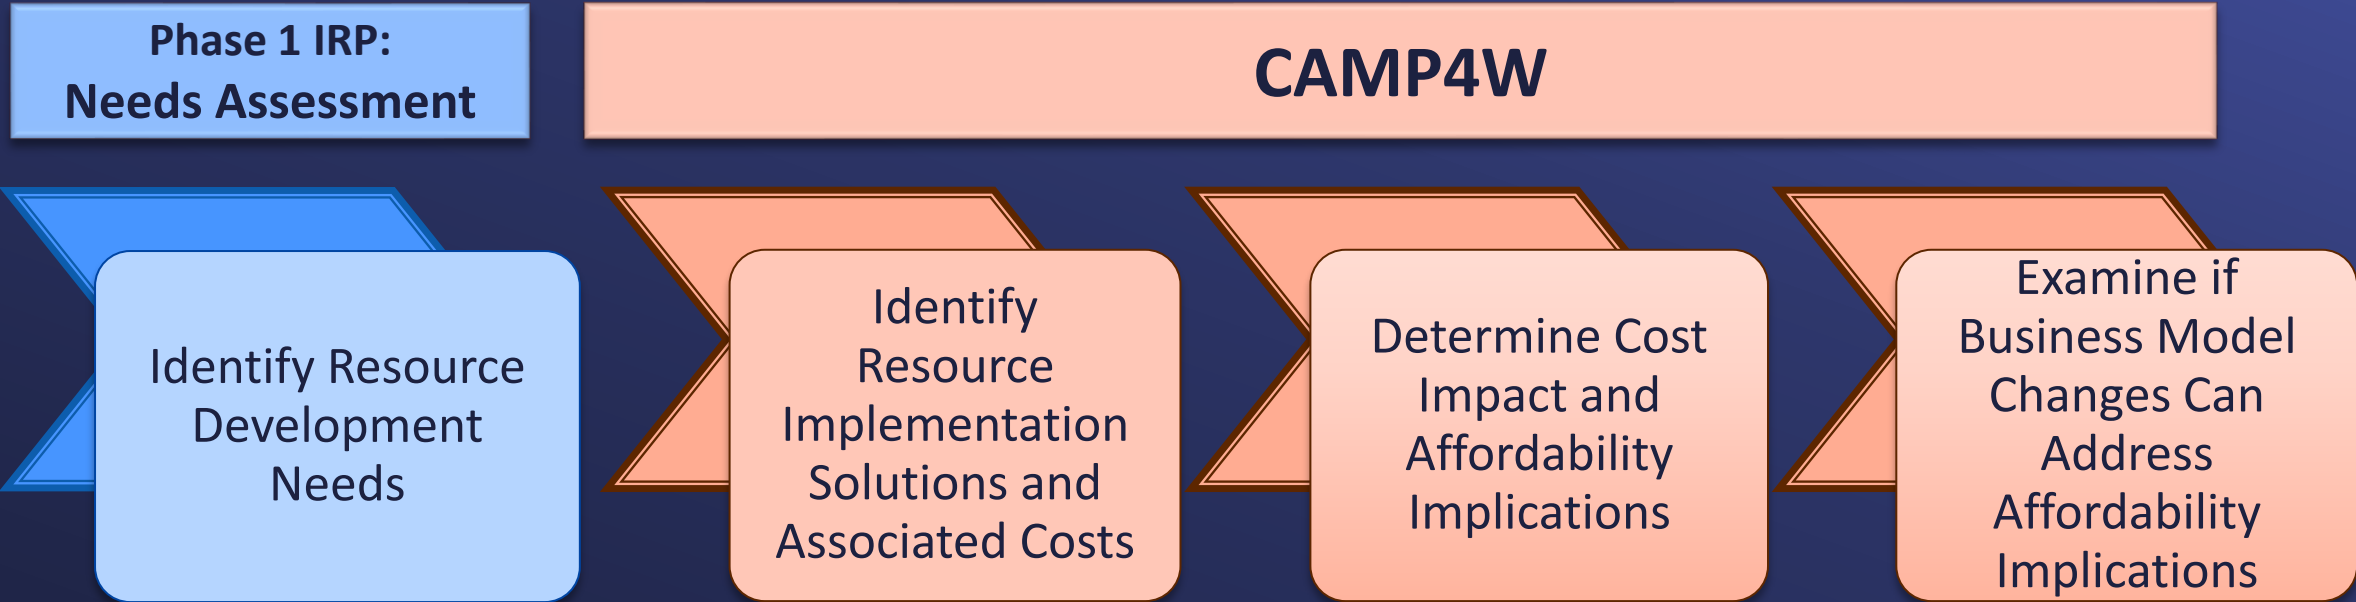 Phase 1 IRP:
Needs Assessment
CAMP4W
Identify Resource
Development
Needs
Identify
Resource
Implementation
Solutions and
Associated Costs
Determine Cost
Impact and
Affordability
Implications
Examine if
Business Model
Changes Can
Address
Affordability
Implications